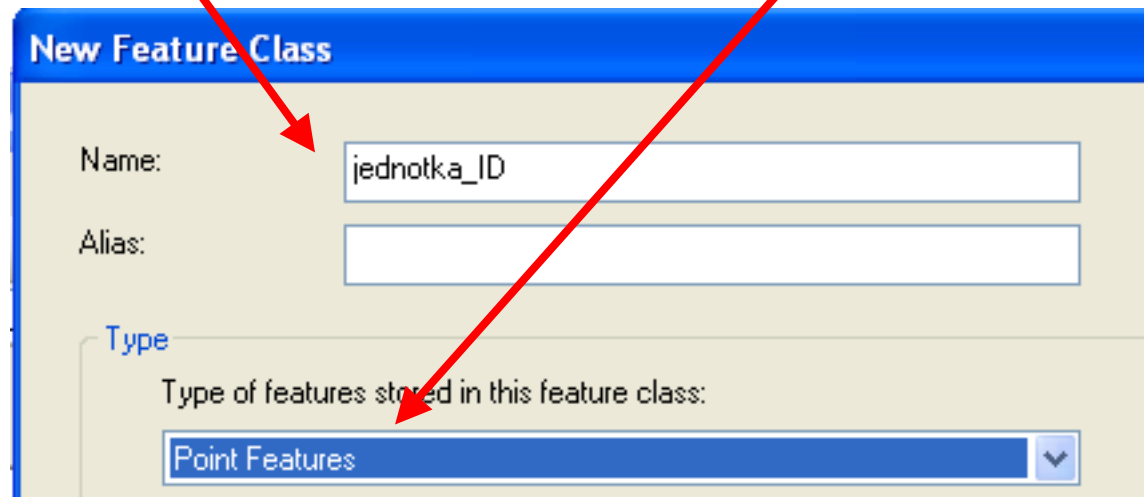 New Feature Class
Name:
jednotka_ID
Alias:
Type
Type of features stored in this feature class:
Point Features